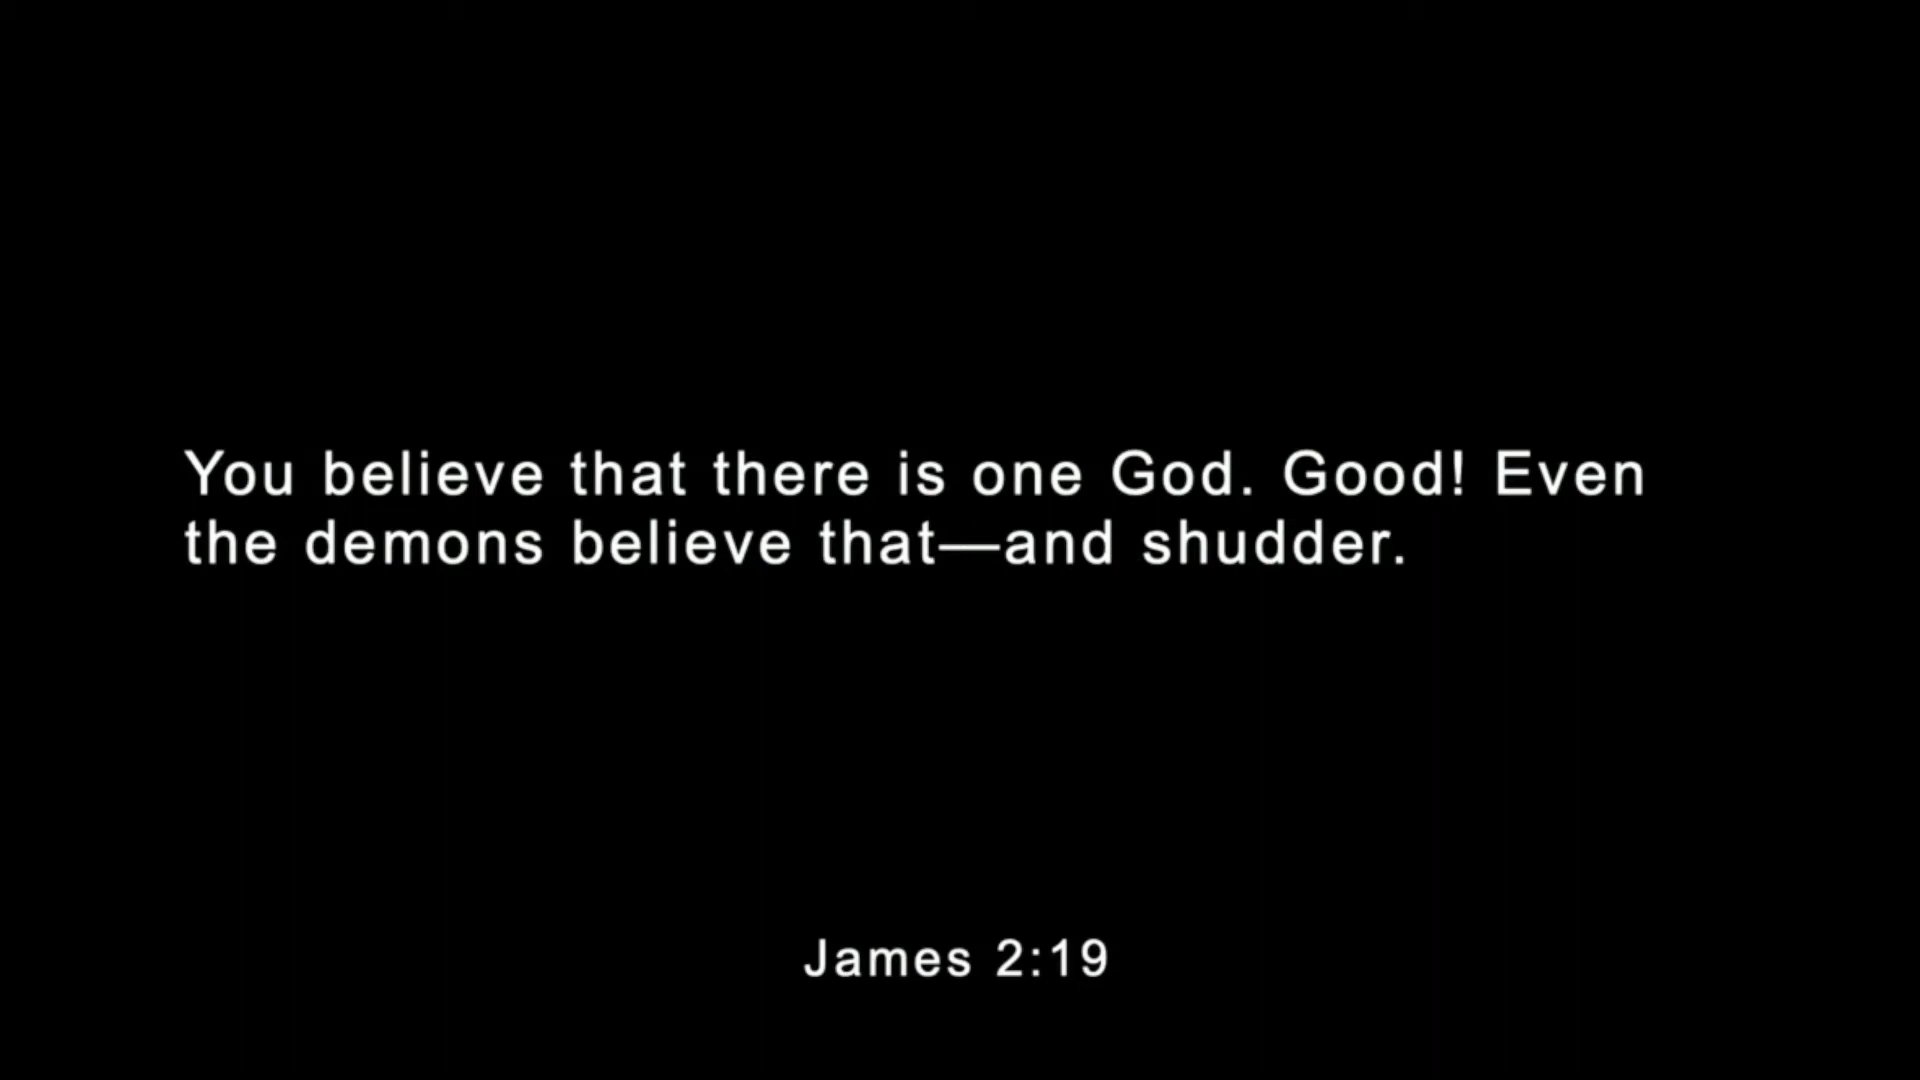 You believe that there is one God. Good! Even
the demons believe that—and shudder.
James 2:19